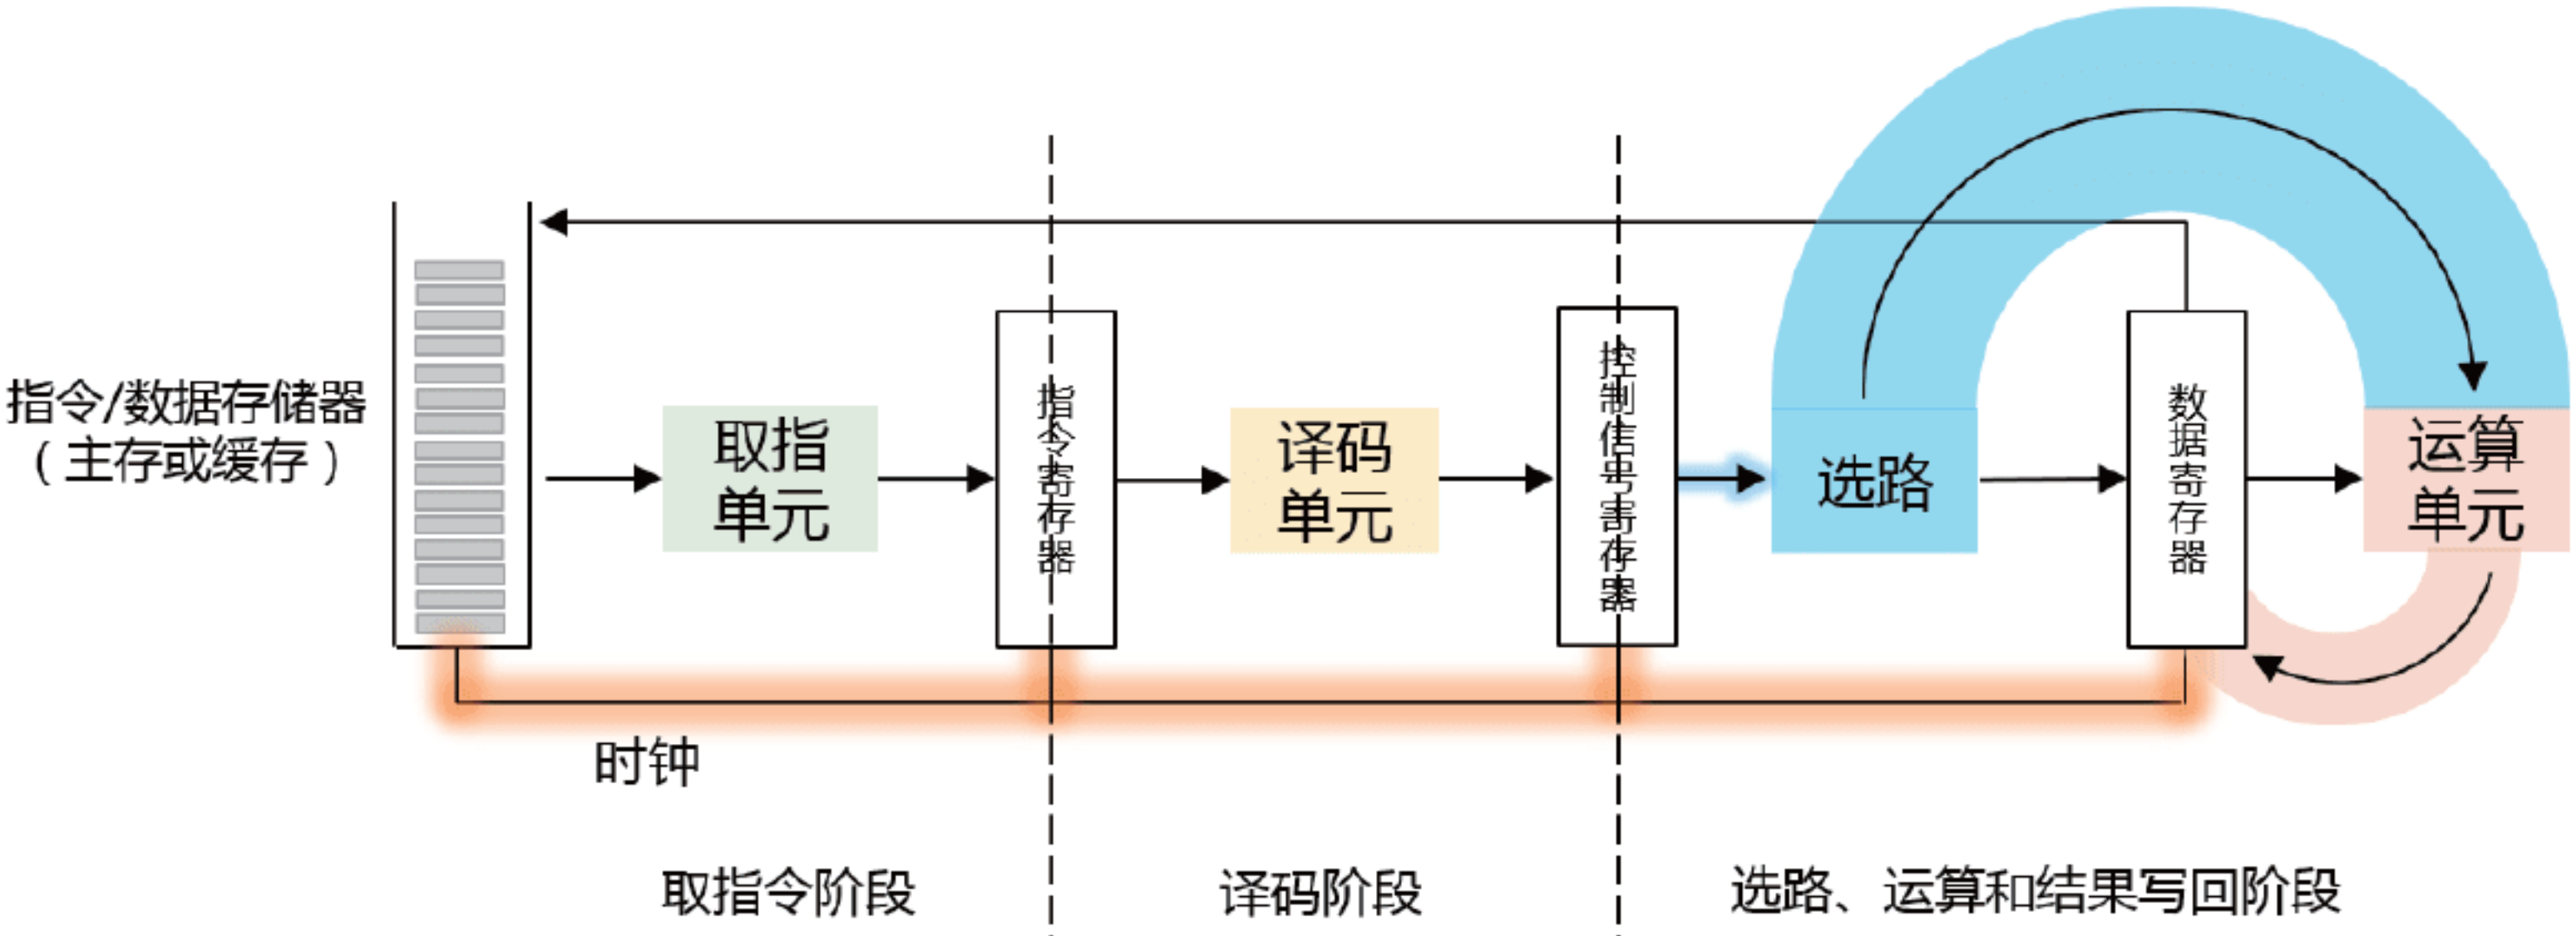 指令/数据存储器
（主存或缓存）
取指
单元
指令寄存器
译码
单元
控制信号寄存器
选路
数据寄存器
运算
单元
时钟
取指令阶段
译码阶段
选路、运算和结果写回阶段